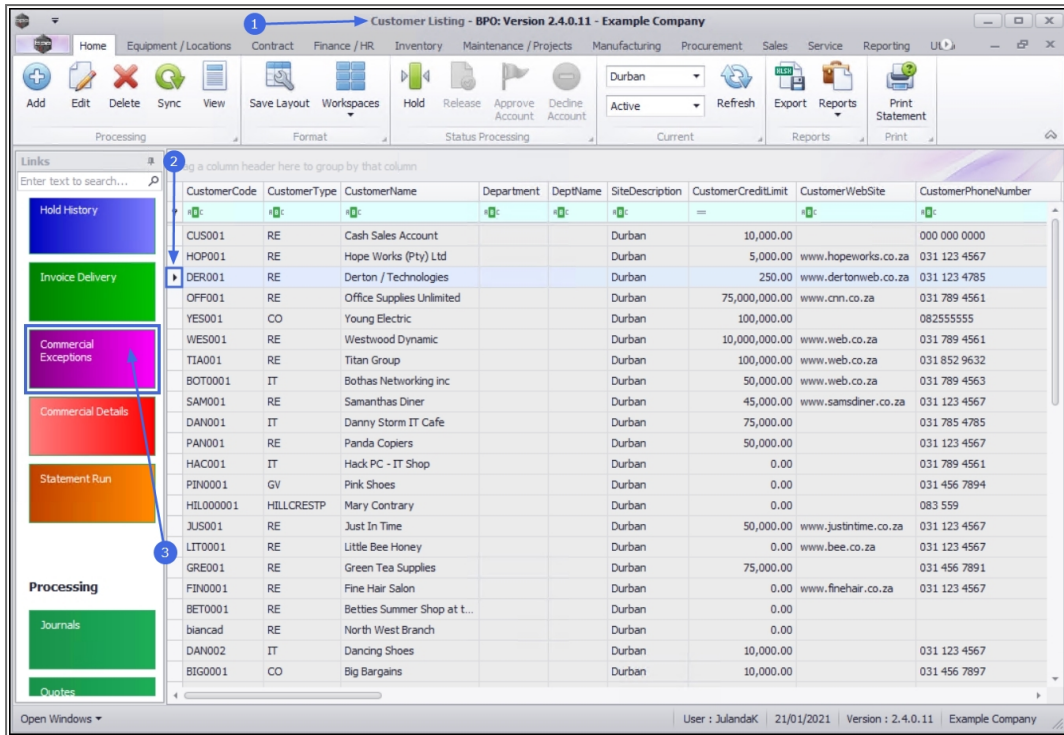 1
Customer Listing - BPO: Version 2.4.0.11 - Example Company
Home Equipment / Locations Contract Finance / HR Inventory Maintenance / Projects Manufacturing Procurement Sales Service Reporting
Add Edit Delete Sync View Save Layout Workspaces Hold Release Approve Account Decline Account Durban Active Refresh Export Reports Print Statement
Processing Format Status Processing Current Reports Print
Links
2
a column header here to group by that column
Enter text to search...
CustomerCode CustomerType CustomerName Department DeptName SiteDescription CustomerCreditLimit CustomerWebSite CustomerPhoneNumber
CUS001 RE Cash Sales Account Durban 10,000.00 000 000 0000
HOP001 RE Hope Works (Pty) Ltd Durban 5,000.00 www.hopeworks.co.za 031 123 4567
DER001 RE Derton / Technologies Durban 250.00 www.dertonweb.co.za 031 123 4785
OFF001 RE Office Supplies Unlimited Durban 75,000,000.00 www.cnn.co.za 031 789 4561
YES001 CO Young Electric Durban 100,000.00 082555555
WES001 RE Westwood Dynamic Durban 10,000,000.00 www.web.co.za 031 789 4561
TIA001 RE Titan Group Durban 100,000.00 www.web.co.za 031 852 9632
BOT0001 IT Bothas Networking inc Durban 50,000.00 www.web.co.za 031 789 4563
SAM001 RE Samanthas Diner Durban 45,000.00 www.samsdiner.co.za 031 123 4567
DAN001 IT Danny Storm IT Cafe Durban 75,000.00 031 785 4785
PAN001 RE Panda Copiers Durban 50,000.00 031 123 4567
HAC001 IT Hack PC - IT Shop Durban 0.00 031 789 4561
PIN0001 GV Pink Shoes Durban 0.00 031 456 7894
HIL000001 HILLCRESTP Mary Contrary Durban 0.00 083 559
JUS001 RE Just In Time Durban 50,000.00 www.justintime.co.za 031 123 4567
LIT0001 RE Little Bee Honey Durban 0.00 www.bee.co.za 031 123 4567
GRE001 RE Green Tea Supplies Durban 75,000.00 031 456 7891
FIN0001 RE Fine Hair Salon Durban 0.00 www.finehair.co.za 031 123 4567
BET0001 RE Betties Summer Shop at t... Durban 0.00
biancad RE North West Branch Durban 0.00
DAN002 IT Dancing Shoes Durban 10,000.00 031 123 4567
BIG0001 CO Big Bargains Durban 10,000.00 031 456 7897
Hold History
Invoice Delivery
Commercial
Exceptions
Commercial Details
Statement Run
3
Processing
Journals
Quotes
Open Windows User : JulandaK 21/01/2021 Version : 2.4.0.11 Example Company